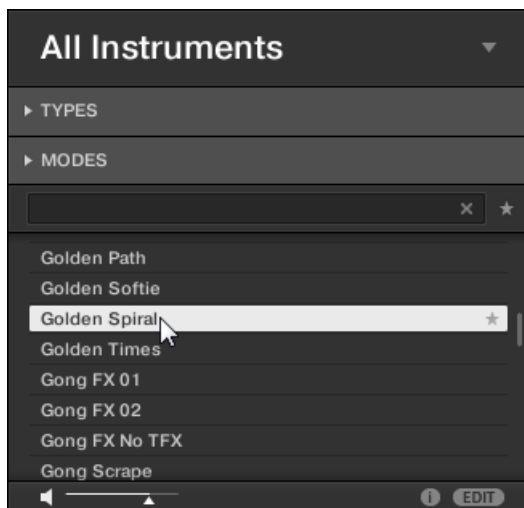 All Instruments
TYPES
MODES
Golden Path
Golden Softie
Golden Spiral
Golden Times
Gong FX 01
Gong FX 02
Gong FX No TFX
Gong Scrape
i EDIT